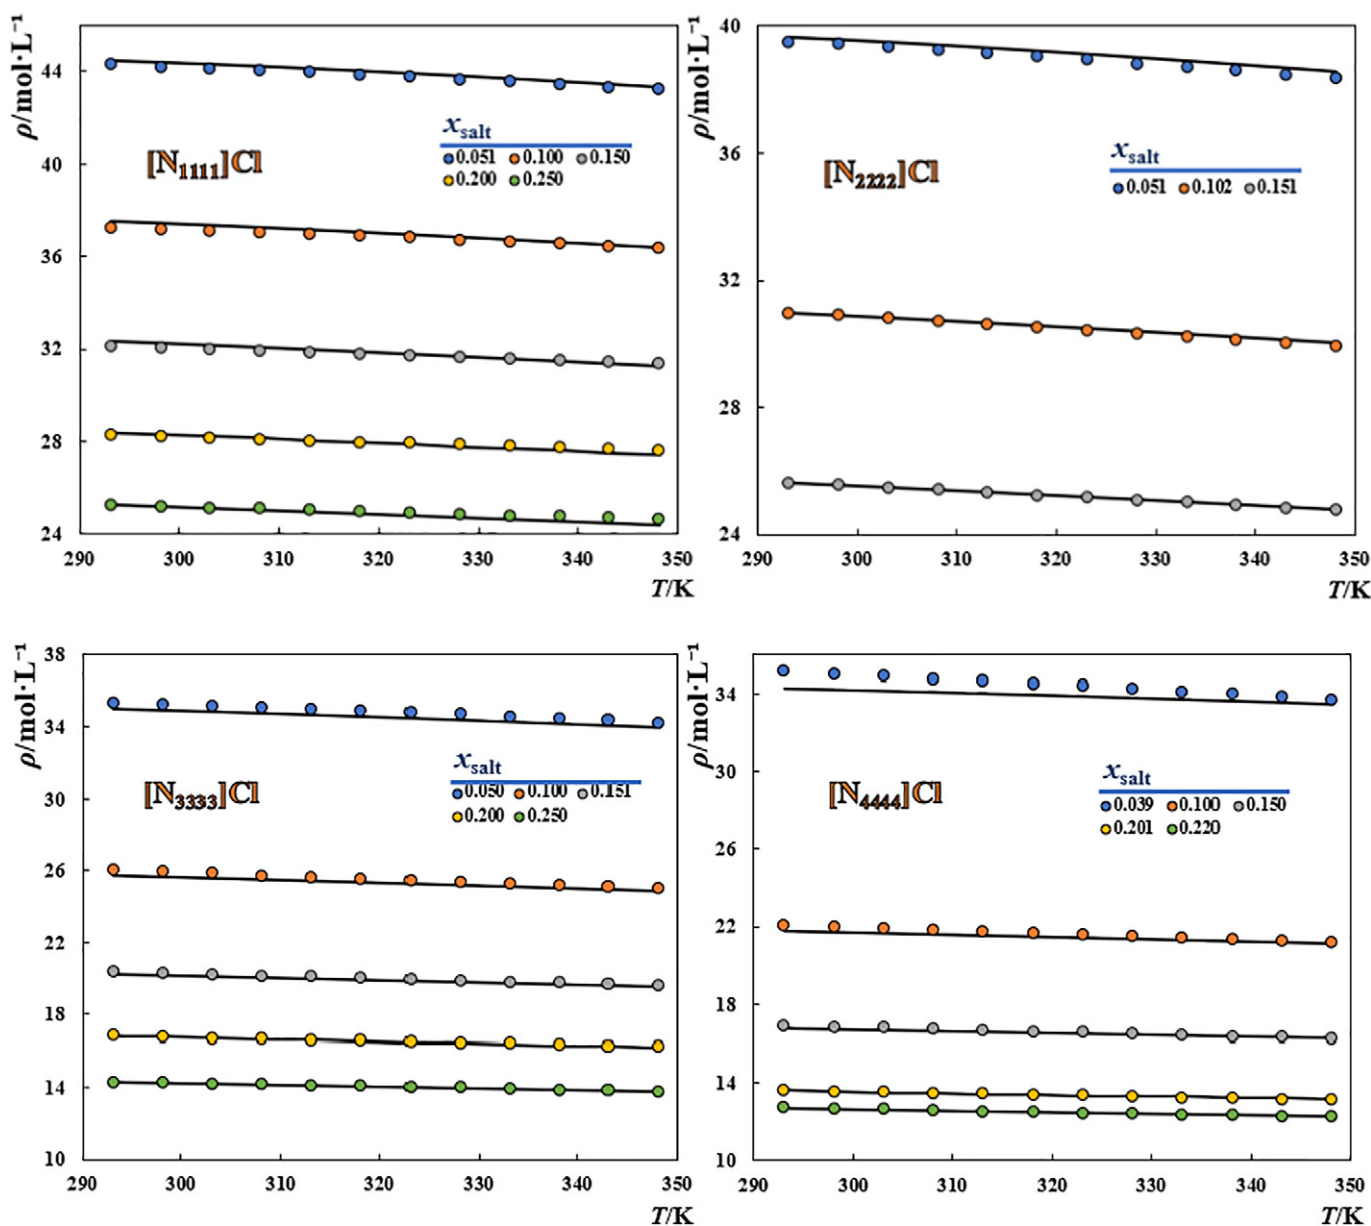 ρ/mol·L⁻¹
44
40
36
32
28
24
290 300 310 320 330 340 350
T/K
[N₁₁₁₁]Cl
xsalt
0.051 0.100 0.150
0.200 0.250
ρ/mol·L⁻¹
40
36
32
28
24
290 300 310 320 330 340 350
T/K
[N₂₂₂₂]Cl
xsalt
0.051 0.102 0.151
ρ/mol·L⁻¹
38
34
30
26
22
18
14
10
290 300 310 320 330 340 350
T/K
[N₃₃₃₃]Cl
xsalt
0.050 0.100 0.151
0.200 0.250
ρ/mol·L⁻¹
34
30
26
22
18
14
10
290 300 310 320 330 340 350
T/K
[N₄₄₄₄]Cl
xsalt
0.039 0.100 0.150
0.201 0.220